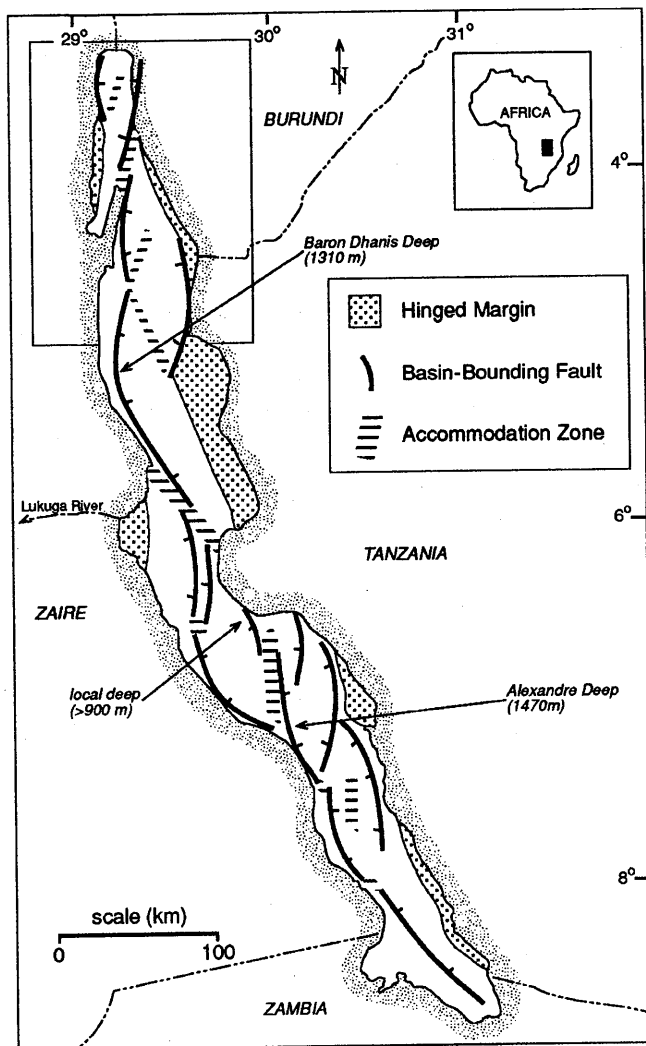 29°
30°
31°
N
BURUNDI
AFRICA
4°
Baron Dhanis Deep
(1310 m)
Hinged Margin
Basin-Bounding Fault
Accommodation Zone
Lukuga River
6°
TANZANIA
ZAIRE
local deep
(>900 m)
Alexandre Deep
(1470m)
8°
scale (km)
0
100
ZAMBIA